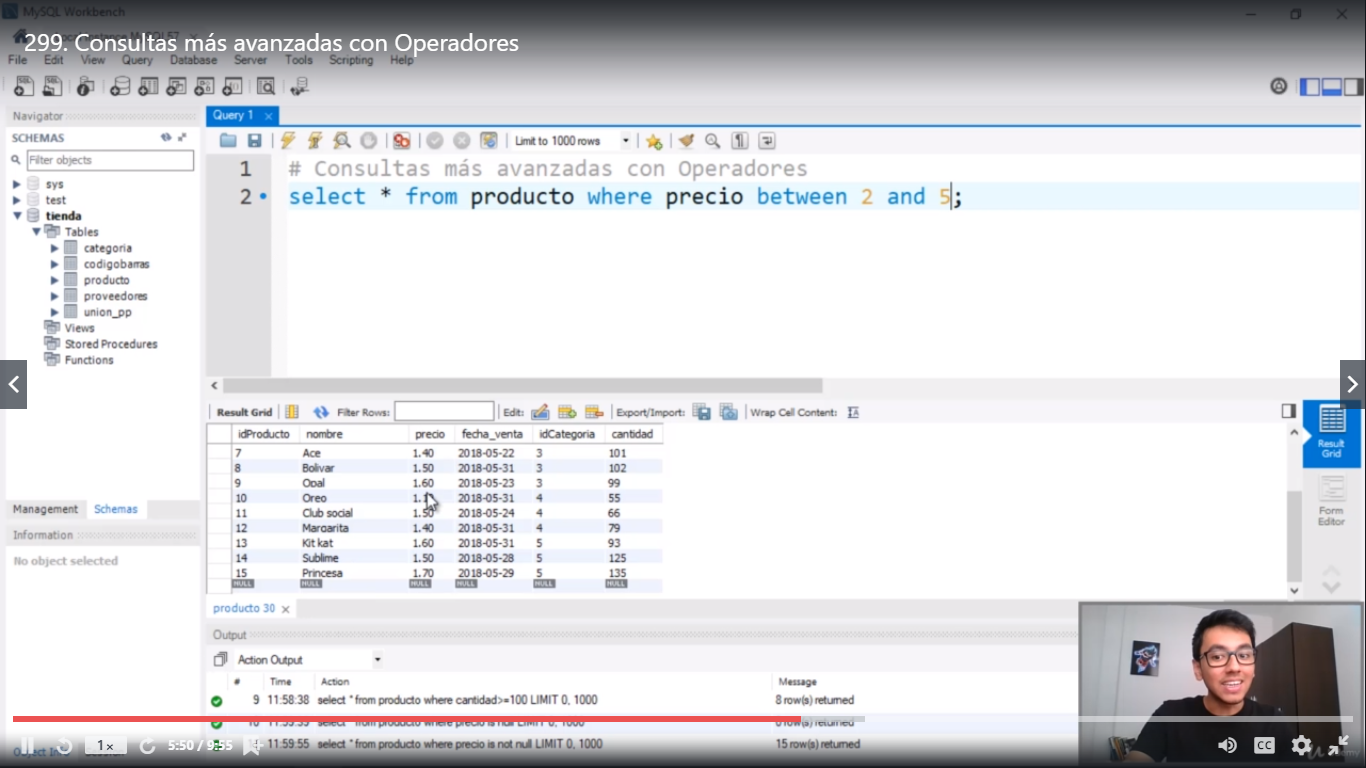 MySQL Workbench
299. Consultas más avanzadas con Operadores
File Edit View Query Database Server Tools Scripting Help
Navigator
Query 1
SCHEMAS
Limit to 1000 rows
Filter objects
sys
test
tienda
Tables
categoria
codigobarras
producto
proveedores
union_pp
Views
Stored Procedures
Functions
1 # Consultas más avanzadas con Operadores
2 select * from producto where precio between 2 and 5;
Management Schemas
Information
No object selected
Result Grid Filter Rows: Edit: Export/Import: Wrap Cell Content:
idProducto nombre precio fecha_venta idCategoria cantidad
7 Ace 1.40 2018-05-22 3 101
8 Bolivar 1.50 2018-05-31 3 102
9 Opal 1.60 2018-05-23 3 99
10 Oreo 2018-05-31 4 55
11 Club social 1.50 2018-05-24 4 66
12 Margarita 1.40 2018-05-31 4 79
13 Kit kat 1.60 2018-05-31 5 93
14 Sublime 1.50 2018-05-28 5 125
15 Princesa 1.70 2018-05-29 5 135
NULL NULL NULL NULL NULL NULL
Result Grid
Form Editor
producto 30
Output
Action Output
# Time Action Message
9 11:58:38 select * from producto where cantidad>=100 LIMIT 0, 1000 8 row(s) returned
select * from producto where precio is null LIMIT 0, 1000
11:59:55 select * from producto where precio is not null LIMIT 0, 1000 15 row(s) returned
1x
5:50 / 9:55
CC